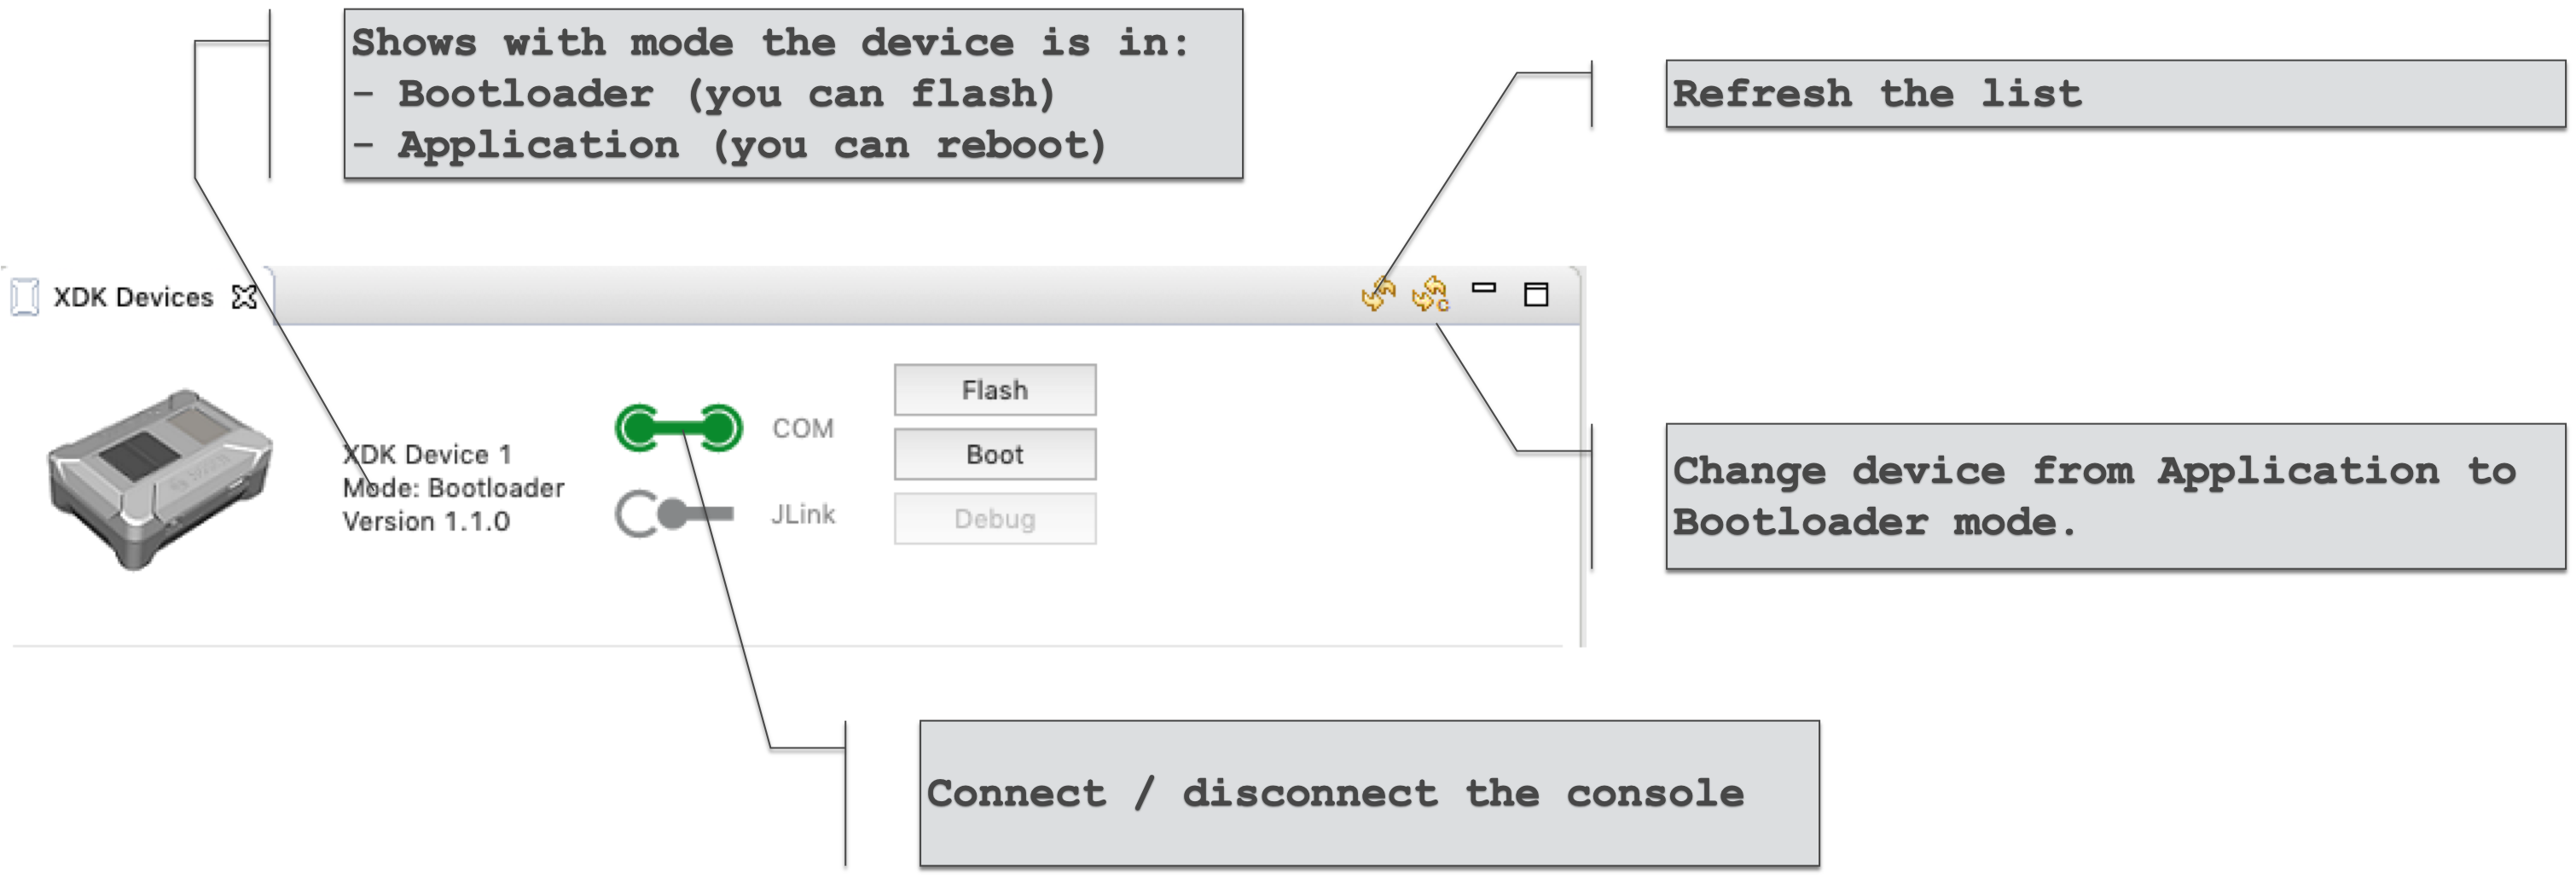 Shows with mode the device is in:
- Bootloader (you can flash)
- Application (you can reboot)
Refresh the list
XDK Devices
Flash
COM
Boot
XDK Device 1
Mode: Bootloader
Version 1.1.0
JLink
Debug
Change device from Application to
Bootloader mode.
Connect / disconnect the console